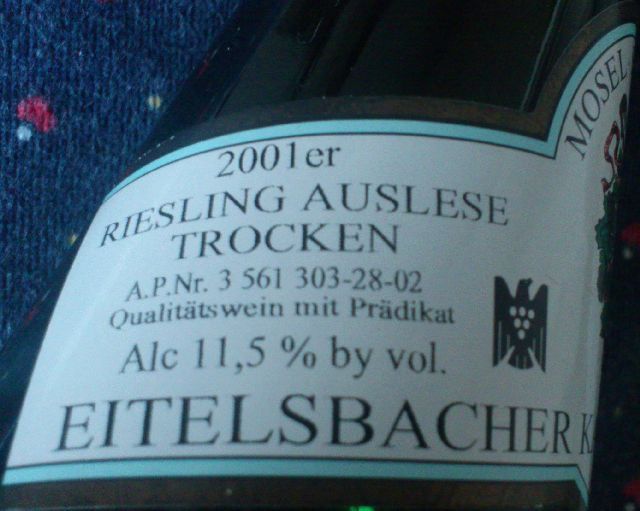 MOSEL
2001er
RIESLING AUSLESE
TROCKEN
A.P.Nr. 3 561 303-28-02
Qualitätswein mit Prädikat
Alc 11,5 % by vol.
EITELSBACHER K